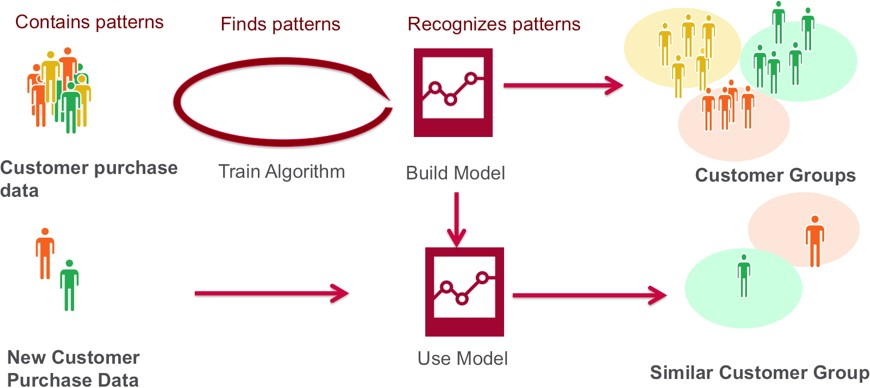 Contains patterns
Finds patterns
Recognizes patterns
Customer purchase
data
Train Algorithm
Build Model
Customer Groups
New Customer
Purchase Data
Use Model
Similar Customer Group